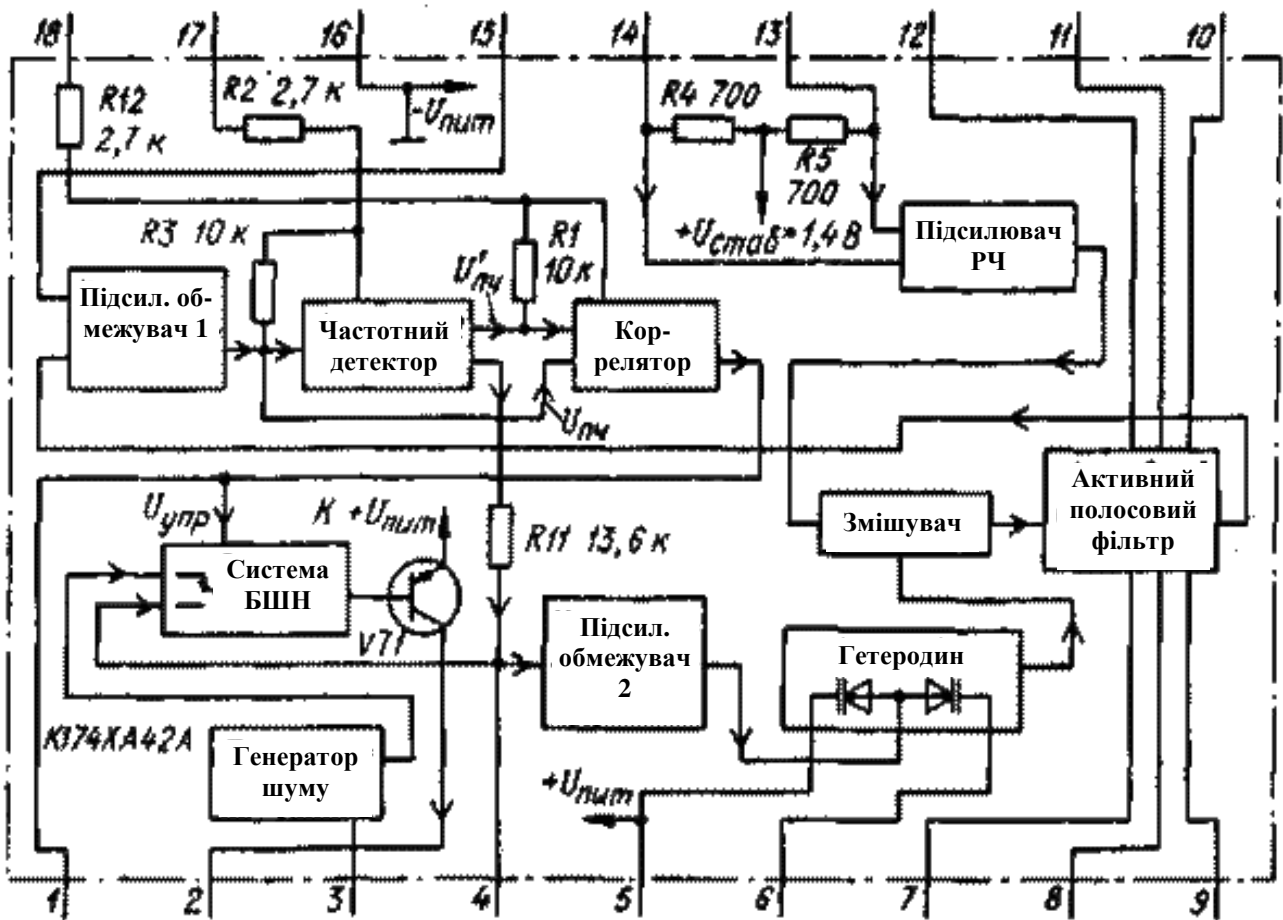 18 17 16 15 14 13 12 11 10
R12
2,7 к
R2 2,7 к
-Uпит
R4 700
R5
700
+Uстаб=1,4 В
R3 10 к
R1
10 к
U'пч
Підсилювач
РЧ
Підсил. об-
межувач 1
Частотний
детектор
Кор-
релятор
Uпч
Uупр
К +Uпит
R11 13,6 к
Змішувач
Активний
полосовий
фільтр
Система
БШН
VT1
Підсил.
обмежувач
2
Гетеродин
К174ХА42А
Генератор
шуму
+Uпит
1 2 3 4 5 6 7 8 9